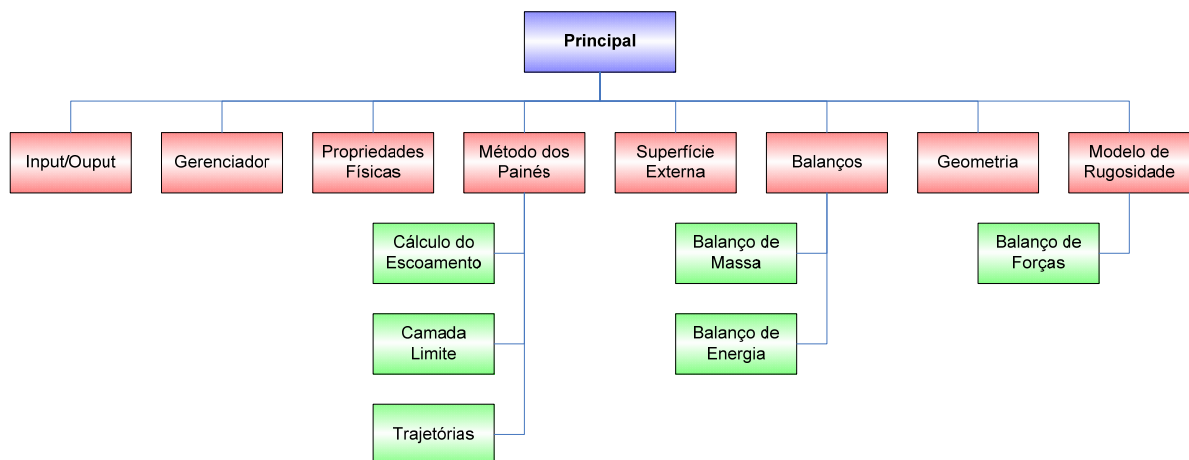 Principal
Input/Ouput
Gerenciador
Propriedades
Físicas
Método dos
Painés
Superfície
Externa
Balanços
Geometria
Modelo de
Rugosidade
Cálculo do
Escoamento
Balanço de
Massa
Balanço de
Forças
Camada
Limite
Balanço de
Energia
Trajetórias